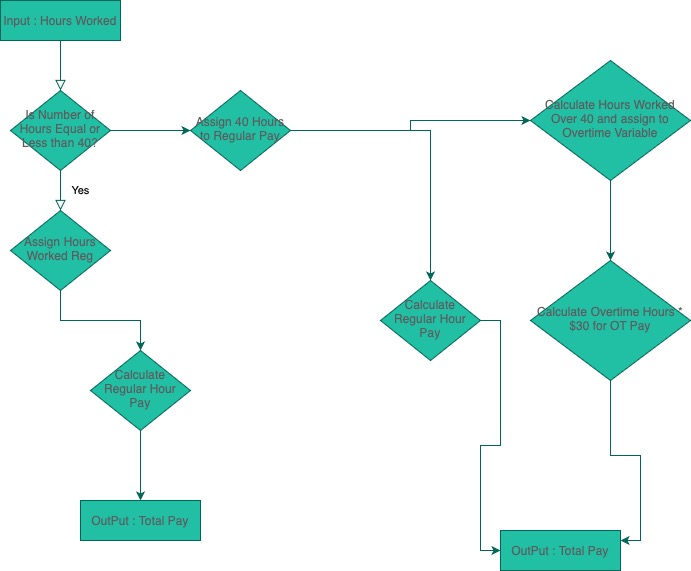 Input : Hours Worked
Is Number of
Hours Equal or
Less than 40?
Yes
Assign Hours
Worked Reg
Calculate
Regular Hour
Pay
OutPut : Total Pay
Assign 40 Hours
to Regular Pay
Calculate
Regular Hour
Pay
Calculate Hours Worked
Over 40 and assign to
Overtime Variable
Calculate Overtime Hours *
$30 for OT Pay
OutPut : Total Pay